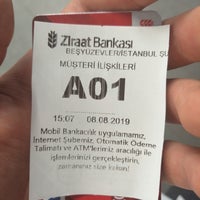 Ziraat Bankası
BEŞYÜZEVLER/İSTANBUL ŞU
MÜŞTERİ İLİŞKİLERİ
A01
15:07 08.08.2019
Mobil Bankacılık uygulamamız,
İnternet Şubemiz, Otomatik Ödeme
Talimatı ve ATM'lerimiz aracılığı ile
işlemlerinizi gerçekleştirin,
zamanınız size kalsın!